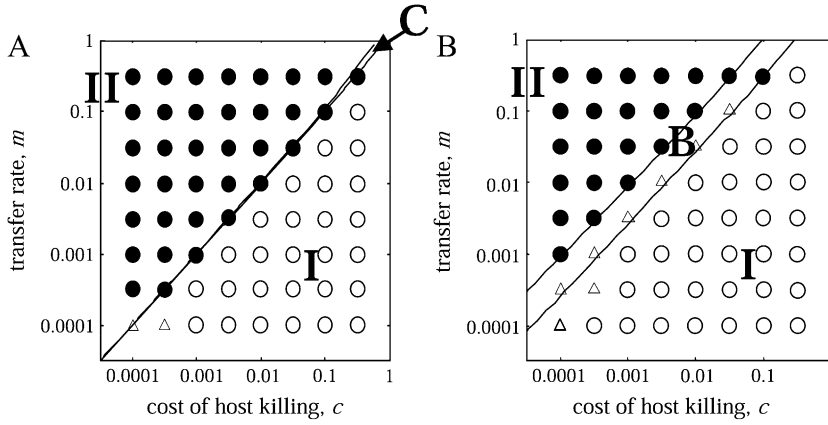 A
C
1
II
0.1
transfer rate, m
0.01
0.001
I
0.0001
0.0001
0.001
0.01
0.1
1
cost of host killing, c
B
1
II
0.1
B
transfer rate, m
0.01
0.001
I
0.0001
0.0001
0.001
0.01
0.1
cost of host killing, c